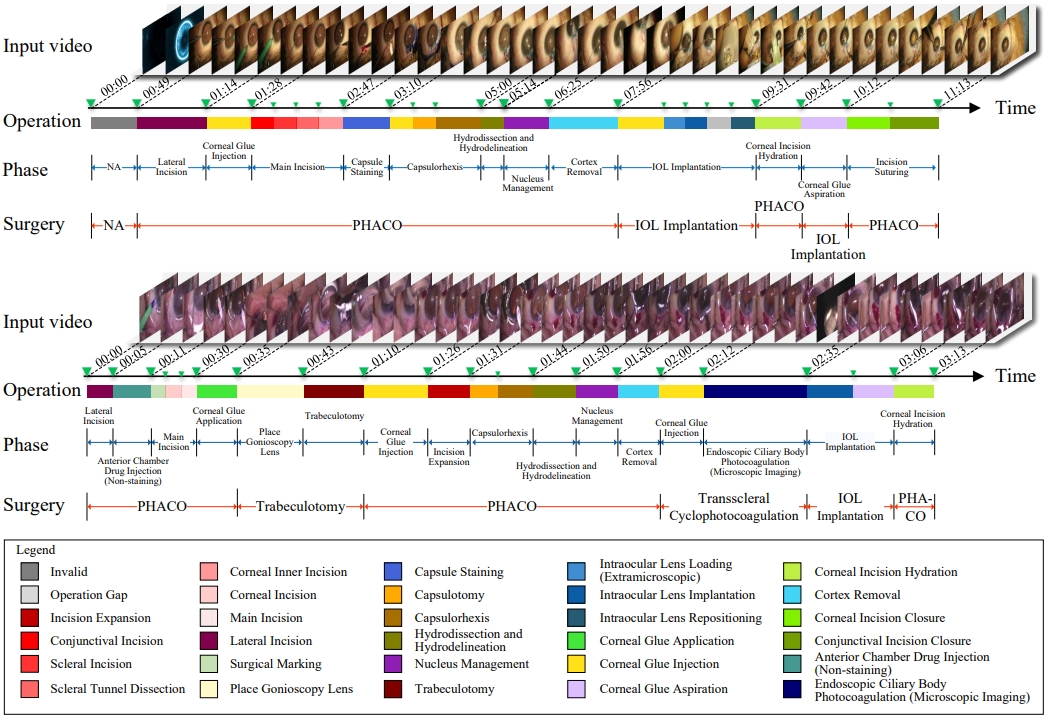 Input video
00:00 00:49 01:14 01:28 02:47 03:10 05:00 05:14 06:25 07:56 09:31 09:42 10:12 11:13
Time
Operation
Phase
NA
Lateral
Incision
Corneal Glue
Injection
Main Incision
Capsule
Staining
Capsulorhexis
Hydrodissection and
Hydrodelineation
Nucleus
Management
Cortex
Removal
IOL Implantation
Corneal Incision
Hydration
Corneal Glue
Aspiration
Incision
Suturing
Surgery
NA
PHACO
IOL Implantation
PHACO
IOL
Implantation
PHACO
Input video
00:00 00:05 00:11 00:30 00:35 00:43 01:10 01:26 01:31 01:44 01:50 01:56 02:00 02:12 02:35 03:06 03:13
Time
Operation
Phase
Lateral
Incision
Anterior Chamber
Drug Injection
(Non-staining)
Main
Incision
Corneal Glue
Application
Place
Gonioscopy
Lens
Trabeculotomy
Corneal
Glue
Injection
Incision
Expansion
Capsulorhexis
Hydrodissection and
Hydrodelineation
Nucleus
Management
Cortex
Removal
Corneal Glue
Injection
Endoscopic Ciliary Body
Photocoagulation
(Microscopic Imaging)
IOL
Implantation
Corneal Incision
Hydration
Surgery
PHACO
Trabeculotomy
PHACO
Transscleral
Cyclophotocoagulation
IOL
Implantation
PHA-
CO
Legend
Invalid
Operation Gap
Incision Expansion
Conjunctival Incision
Scleral Incision
Scleral Tunnel Dissection
Corneal Inner Incision
Corneal Incision
Main Incision
Lateral Incision
Surgical Marking
Place Gonioscopy Lens
Capsule Staining
Capsulotomy
Capsulorhexis
Hydrodissection and
Hydrodelineation
Nucleus Management
Trabeculotomy
Intraocular Lens Loading
(Extramicroscopic)
Intraocular Lens Implantation
Intraocular Lens Repositioning
Corneal Glue Application
Corneal Glue Injection
Corneal Glue Aspiration
Corneal Incision Hydration
Cortex Removal
Corneal Incision Closure
Conjunctival Incision Closure
Anterior Chamber Drug Injection
(Non-staining)
Endoscopic Ciliary Body
Photocoagulation (Microscopic Imaging)